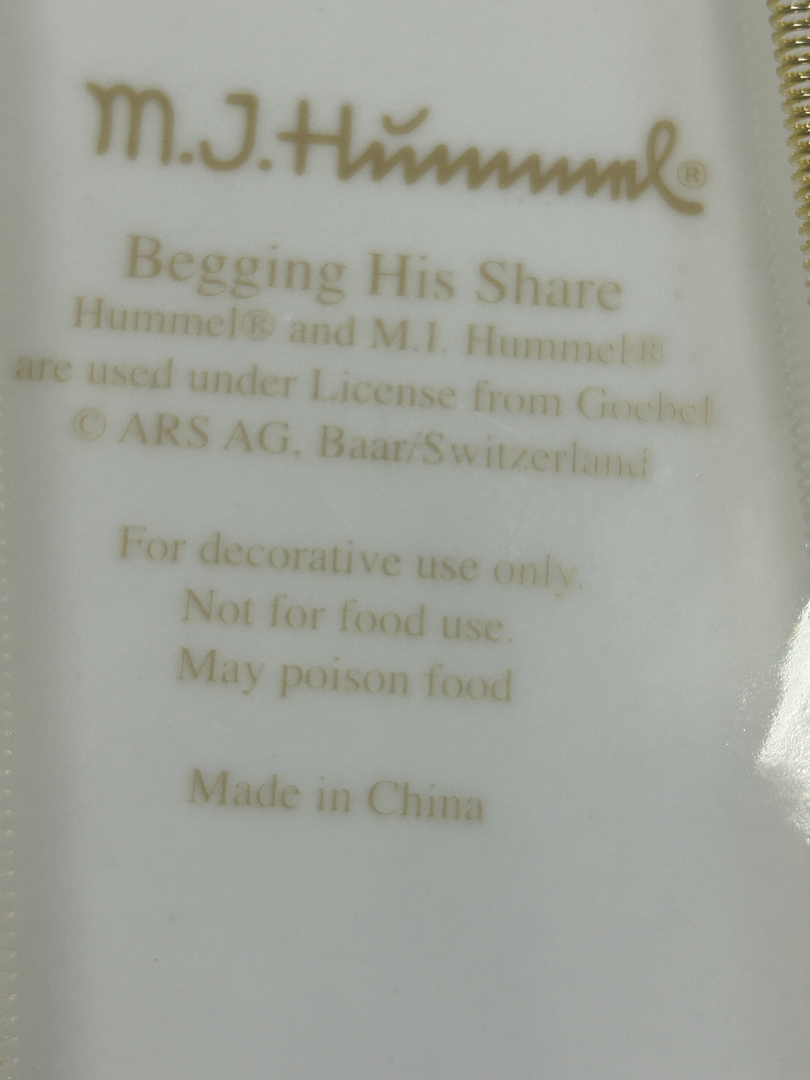 M.J.Hummel®
Begging His Share
Hummel® and M.I. Hummel®
are used under License from Goebel
© ARS AG, Baar/Switzerland
For decorative use only.
Not for food use.
May poison food
Made in China